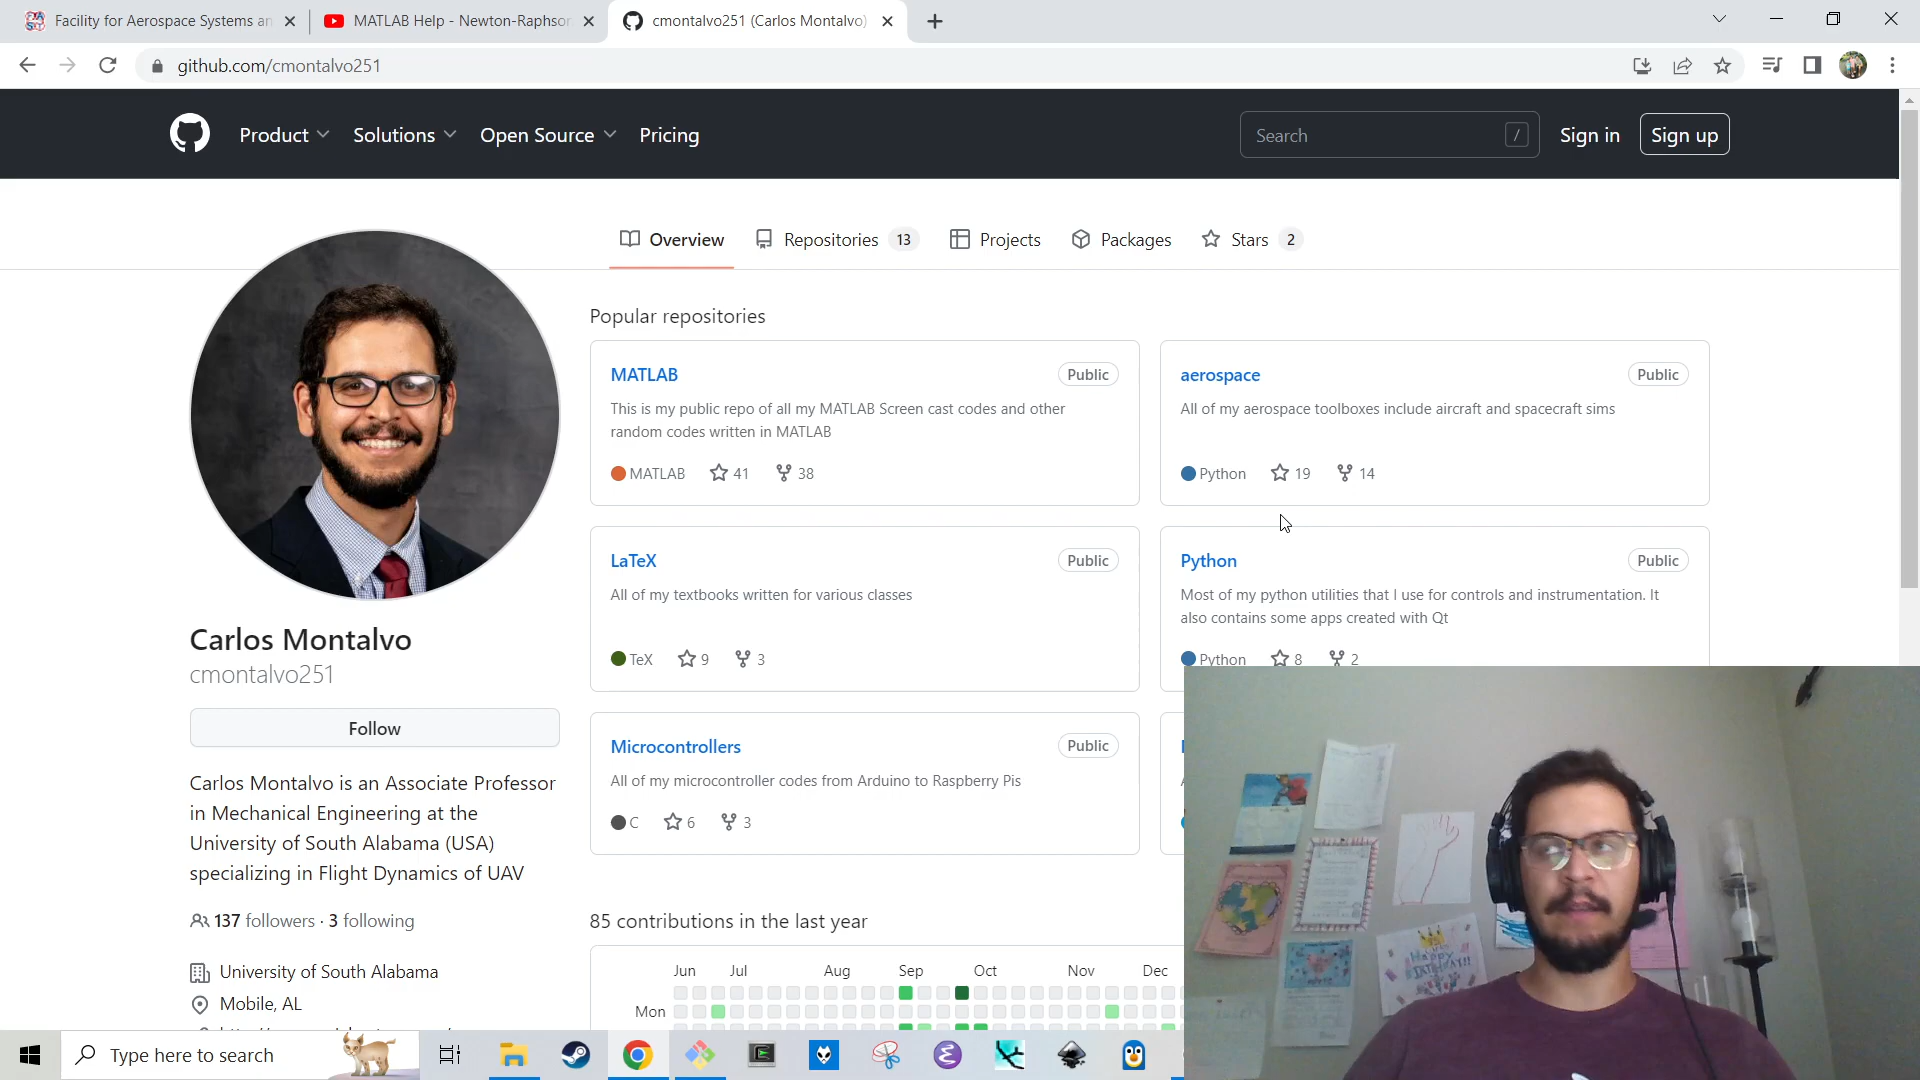 Facility for Aerospace Systems an
MATLAB Help - Newton-Raphson
cmontalvo251 (Carlos Montalvo)
github.com/cmontalvo251
Product
Solutions
Open Source
Pricing
Search
/
Sign in
Sign up
Overview
Repositories 13
Projects
Packages
Stars 2
Popular repositories
MATLAB
Public
This is my public repo of all my MATLAB Screen cast codes and other
random codes written in MATLAB
MATLAB 41 38
aerospace
Public
All of my aerospace toolboxes include aircraft and spacecraft sims
Python 19 14
LaTeX
Public
All of my textbooks written for various classes
TeX 9 3
Python
Public
Most of my python utilities that I use for controls and instrumentation. It
also contains some apps created with Qt
Python 8 2
Microcontrollers
Public
All of my microcontroller codes from Arduino to Raspberry Pis
C 6 3
Carlos Montalvo
cmontalvo251
Follow
Carlos Montalvo is an Associate Professor
in Mechanical Engineering at the
University of South Alabama (USA)
specializing in Flight Dynamics of UAV
137 followers · 3 following
University of South Alabama
Mobile, AL
85 contributions in the last year
Jun Jul Aug Sep Oct Nov Dec
Mon
HAPPY
Type here to search